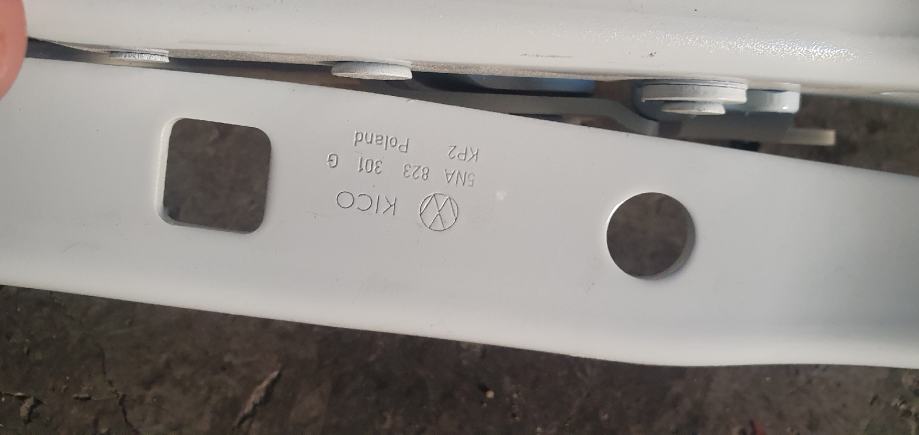 KICO
5NA 823 301 G
KP2 Poland